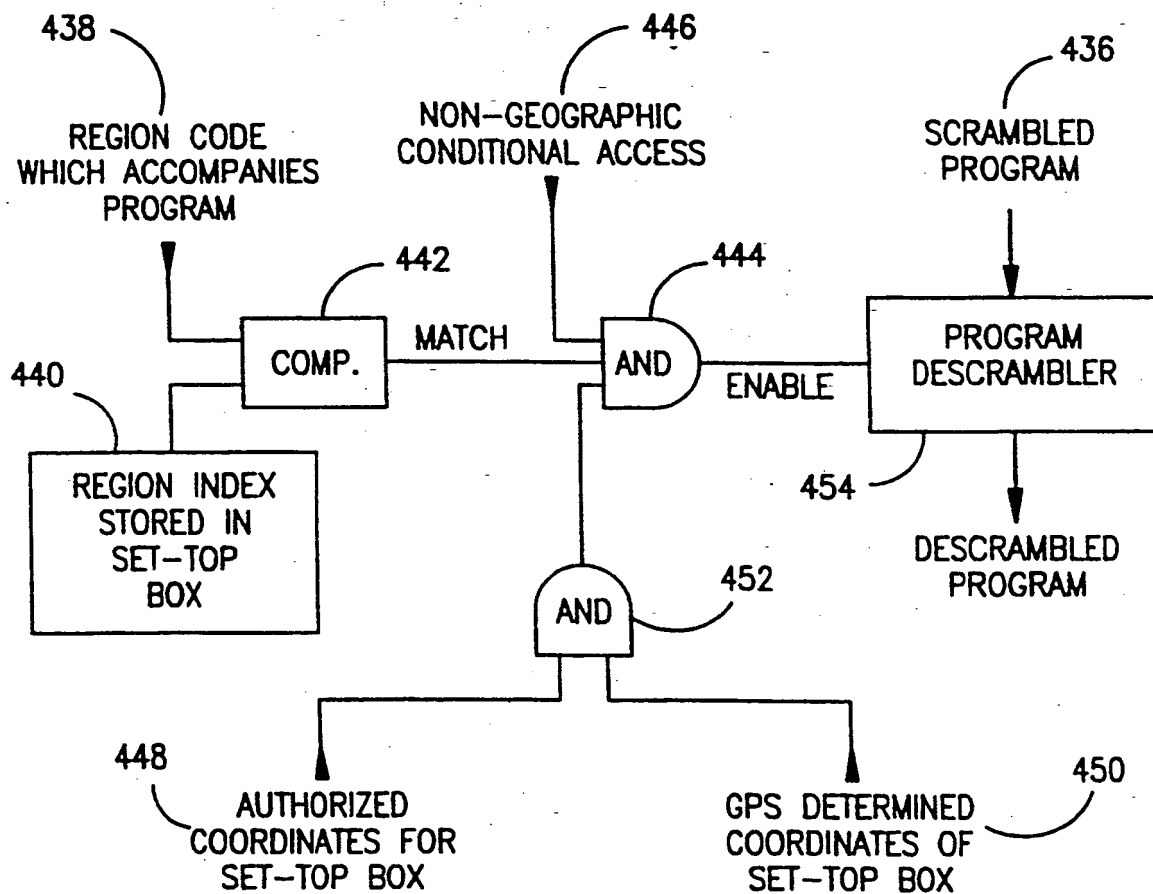 438
REGION CODE
WHICH ACCOMPANIES
PROGRAM
446
NON-GEOGRAPHIC
CONDITIONAL ACCESS
436
SCRAMBLED
PROGRAM
442
COMP.
MATCH
444
AND
ENABLE
PROGRAM
DESCRAMBLER
454
DESCRAMBLED
PROGRAM
440
REGION INDEX
STORED IN
SET-TOP
BOX
AND
452
448
AUTHORIZED
COORDINATES FOR
SET-TOP BOX
GPS DETERMINED
COORDINATES OF
SET-TOP BOX
450